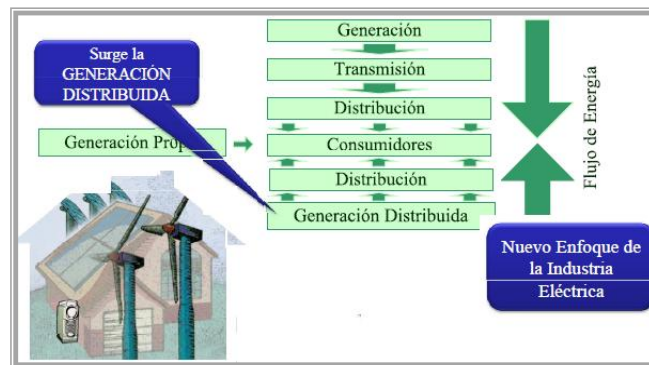 Surge la
GENERACIÓN
DISTRIBUIDA
Generación
Transmisión
Distribución
Generación
Consumidores
Distribución
Generación Distribuida
Flujo de Energía
Nuevo Enfoque de
la Industria
Eléctrica